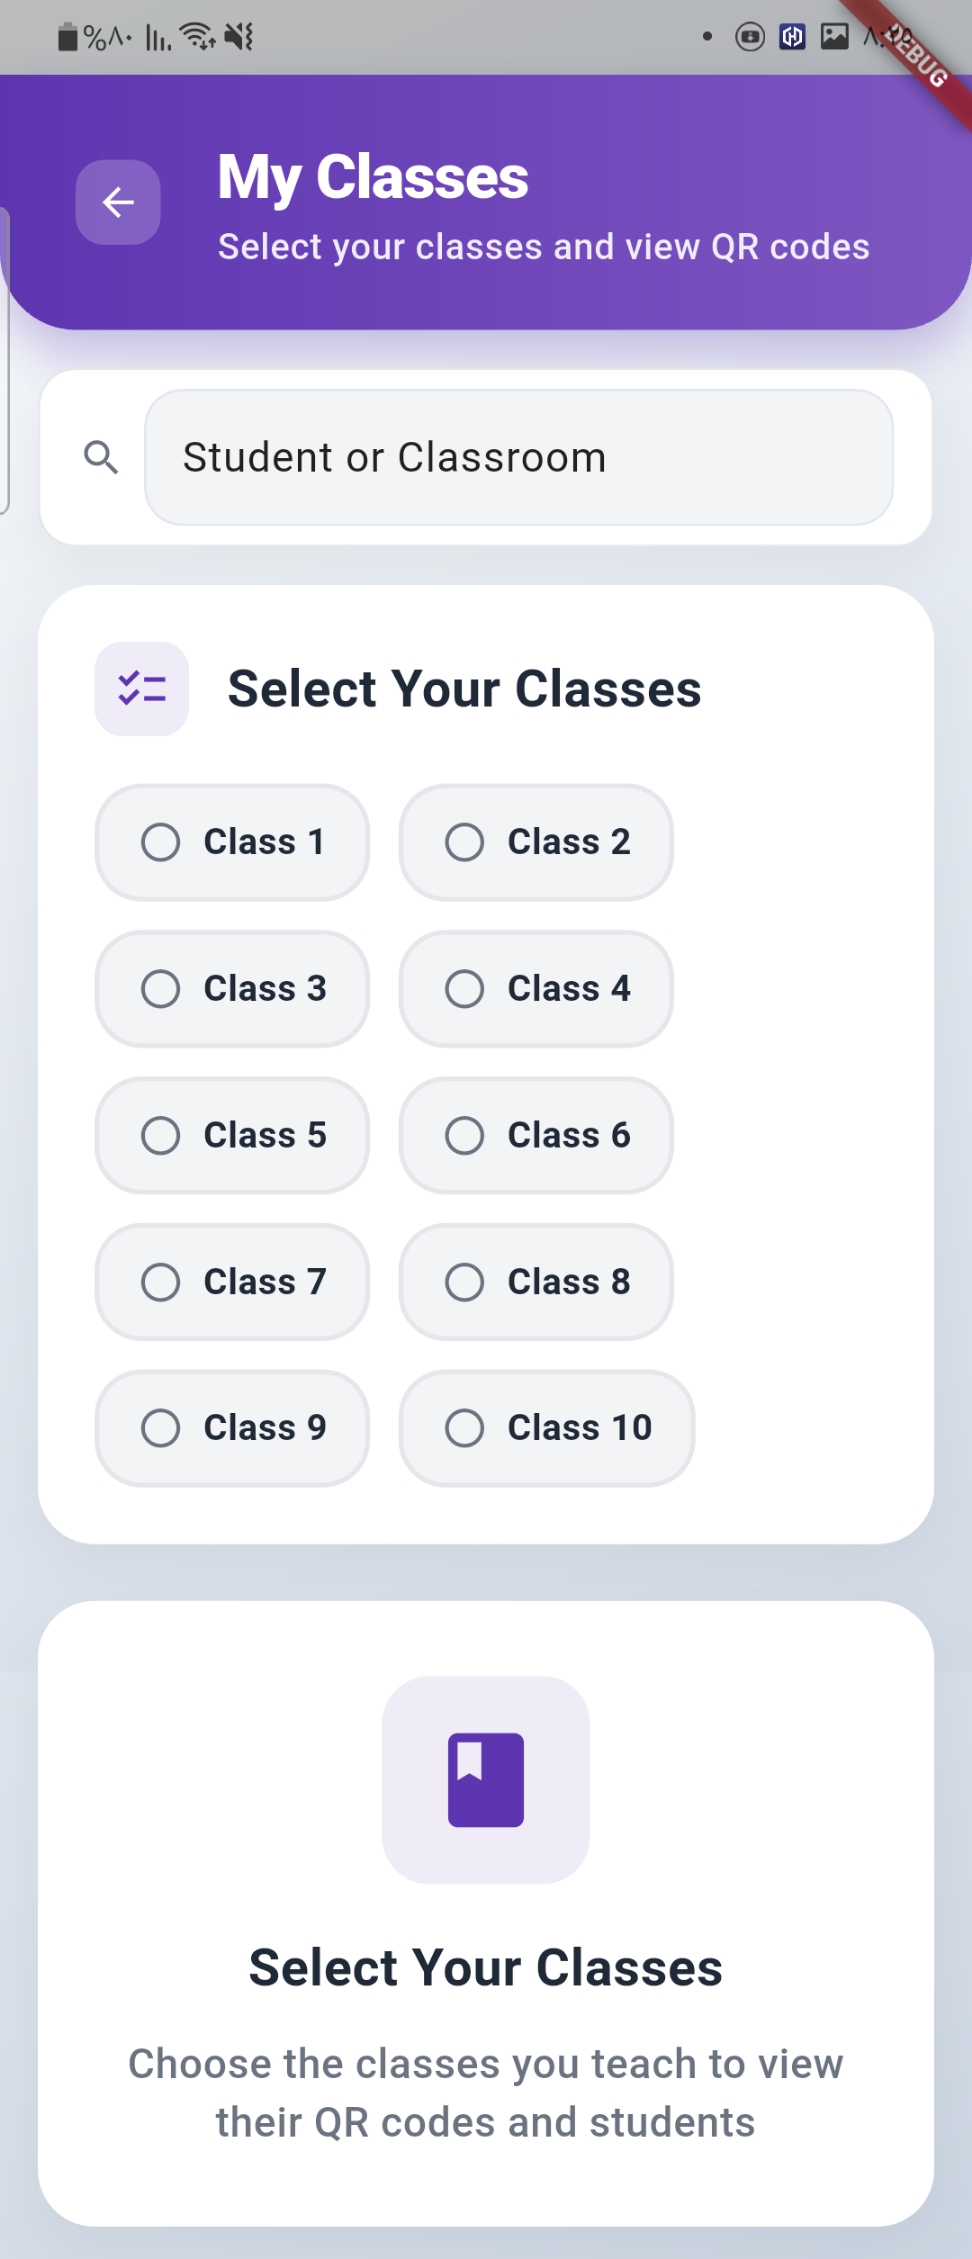 %٨٠
DEBUG
My Classes
Select your classes and view QR codes
Student or Classroom
Select Your Classes
Class 1
Class 2
Class 3
Class 4
Class 5
Class 6
Class 7
Class 8
Class 9
Class 10
Select Your Classes
Choose the classes you teach to view
their QR codes and students